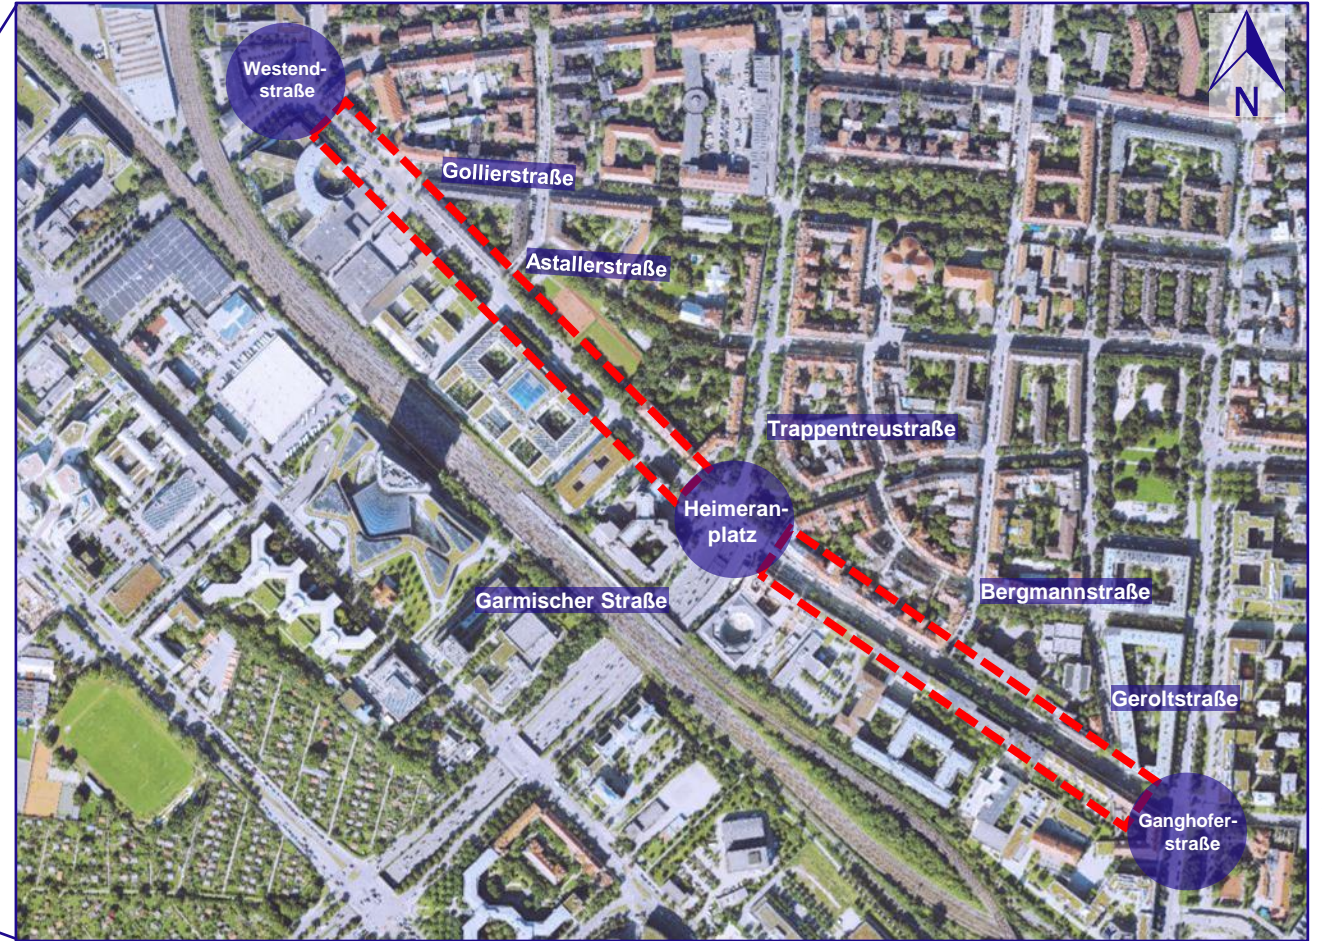 Westend-
straße
N
Gollierstraße
Astallerstraße
Trappentreustraße
Heimeran-
platz
Bergmannstraße
Garmischer Straße
Geroltstraße
Ganghofer-
straße